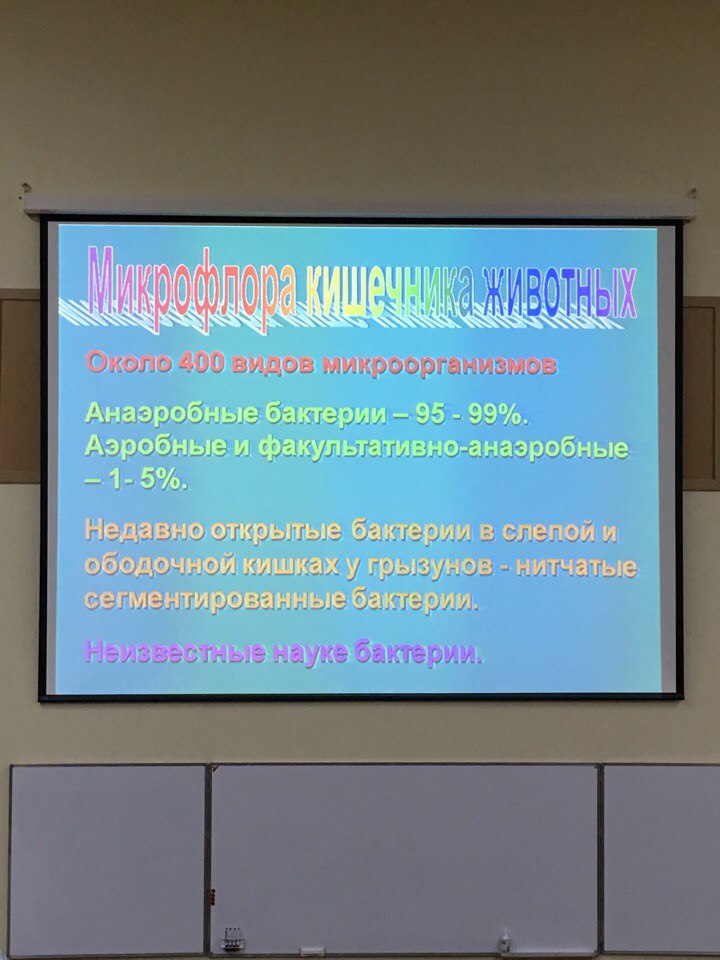 Микрофлора кишечника животных
Около 400 видов микроорганизмов
Анаэробные бактерии – 95 - 99%.
Аэробные и факультативно-анаэробные
– 1- 5%.
Недавно открытые бактерии в слепой и
ободочной кишках у грызунов - нитчатые
сегментированные бактерии.
Неизвестные науке бактерии.